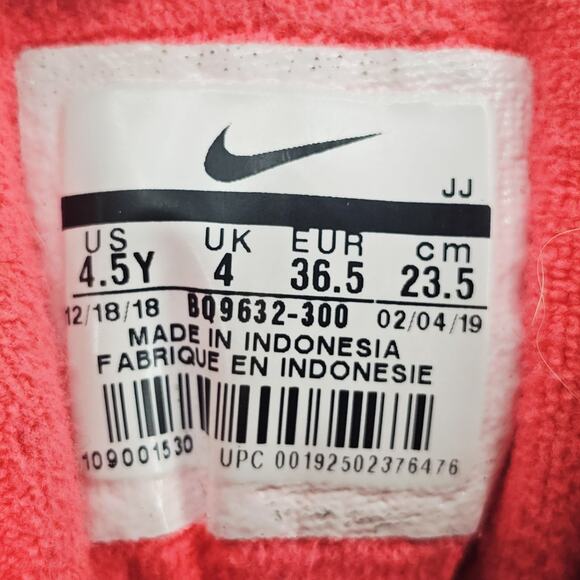 JJ
US UK EUR cm
4.5Y 4 36.5 23.5
12/18/18 BQ9632-300 02/04/19
MADE IN INDONESIA
FABRIQUE EN INDONESIE
109001530
UPC 00192502376476